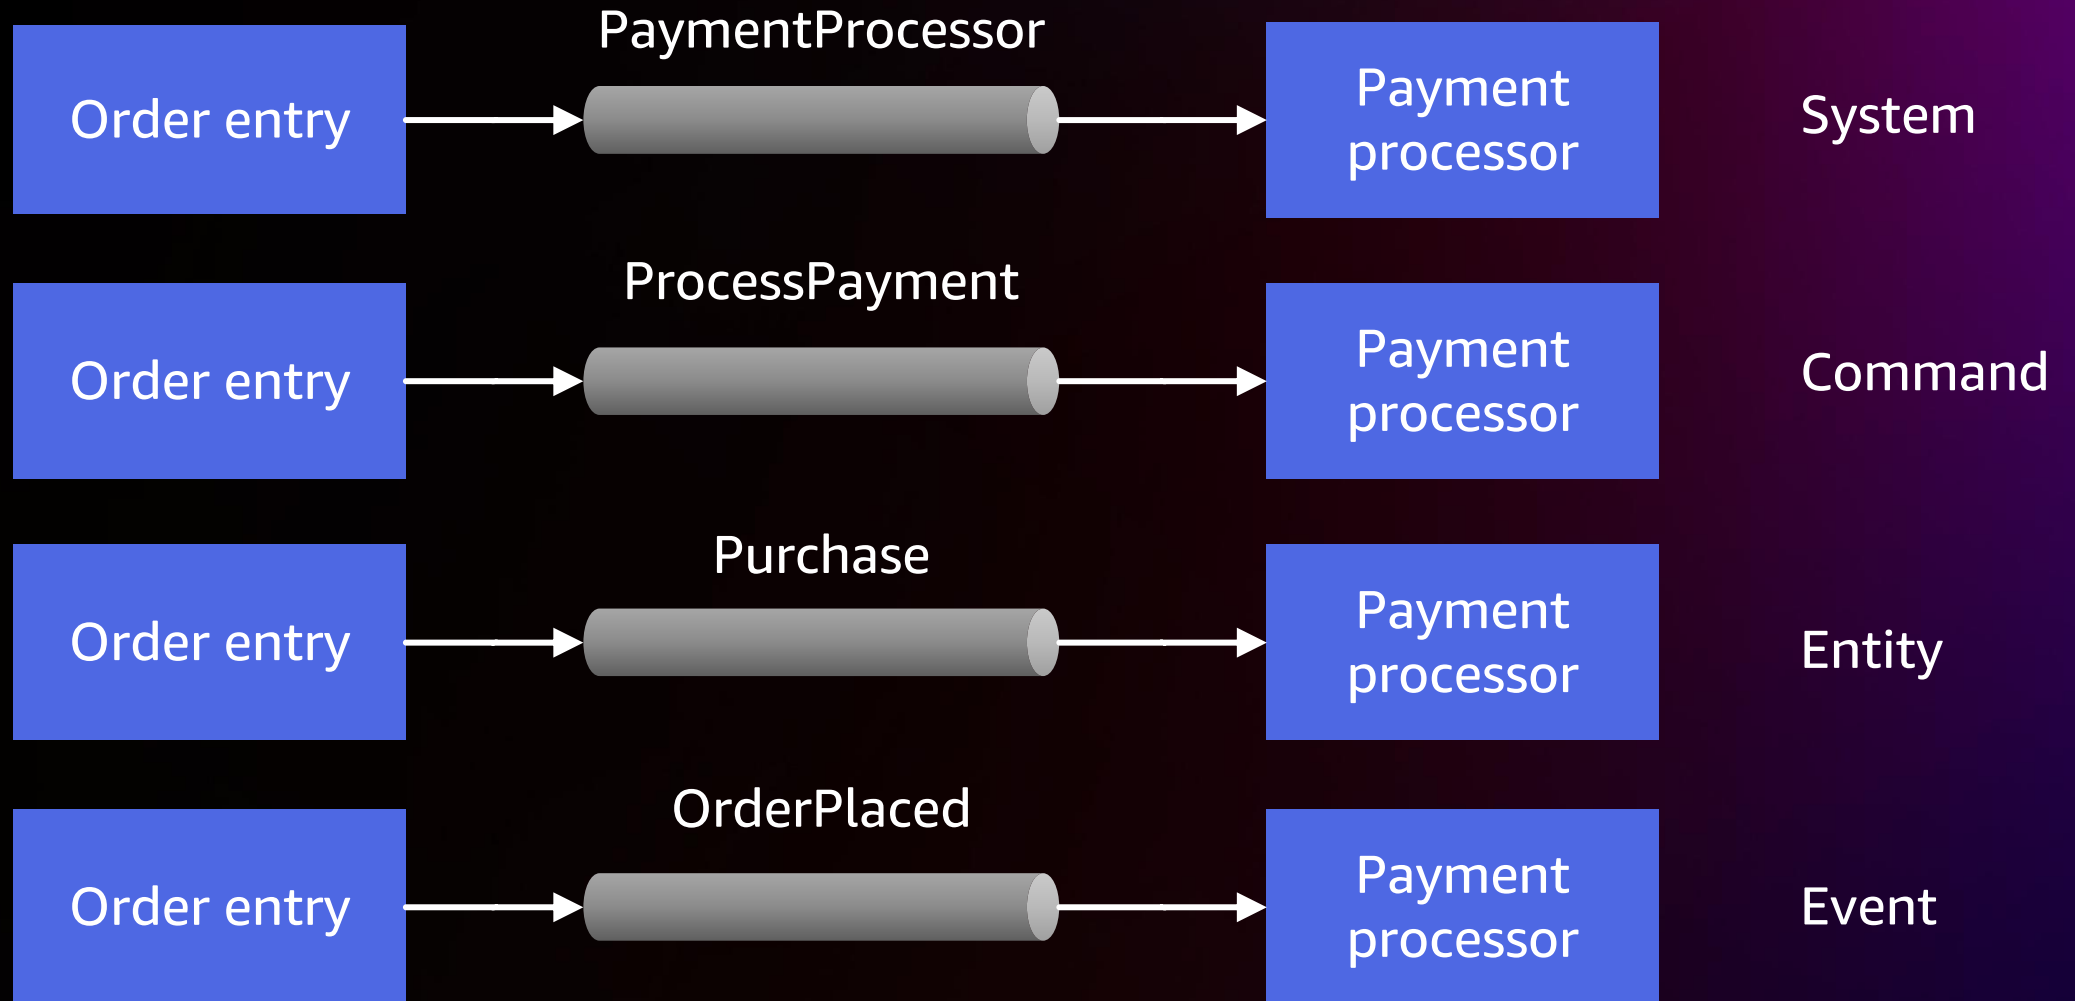 PaymentProcessor
Order entry
Payment
processor
System
ProcessPayment
Order entry
Payment
processor
Command
Purchase
Order entry
Payment
processor
Entity
OrderPlaced
Order entry
Payment
processor
Event